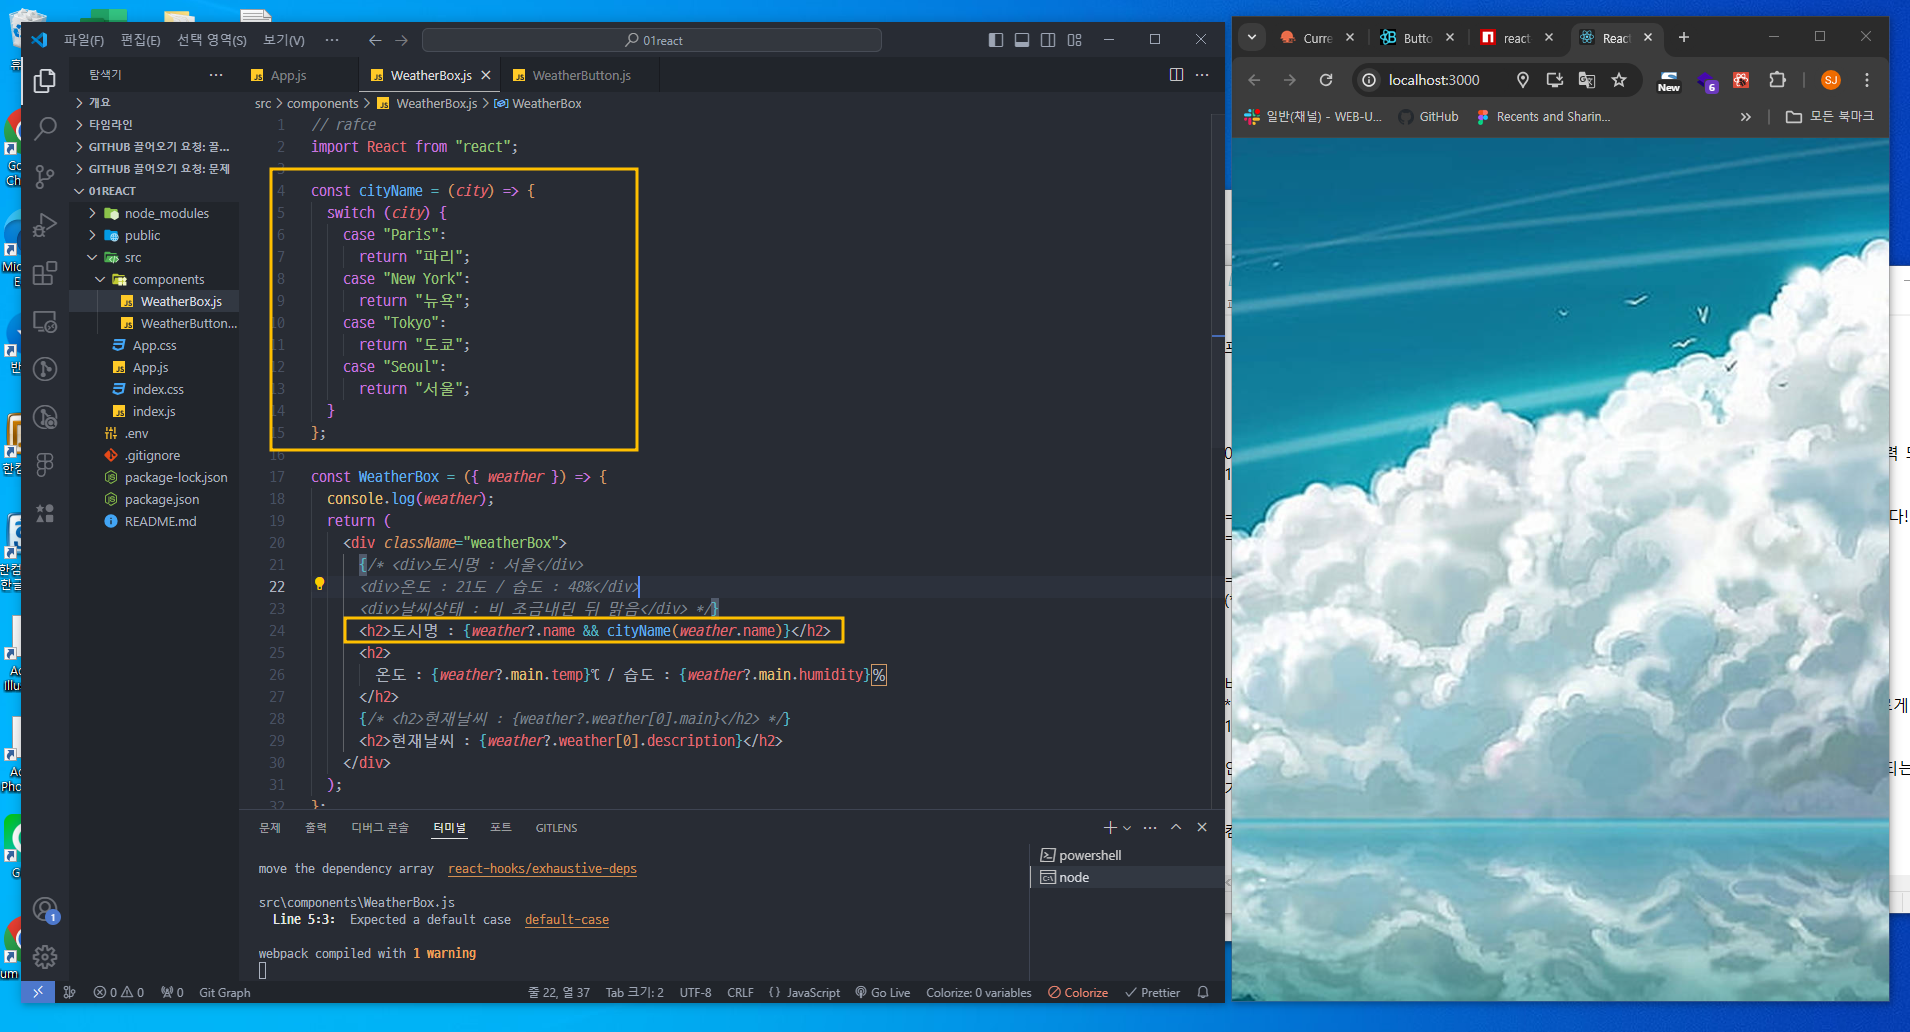 파일(F) 편집(E) 선택 영역(S) 보기(V) ··· 01react
탐색기 ···
개요
타임라인
GITHUB 끌어오기 요청: 끌...
GITHUB 끌어오기 요청: 문제
01REACT
node_modules
public
src
components
WeatherBox.js
WeatherButton...
App.css
App.js
index.css
index.js
.env
.gitignore
package-lock.json
package.json
README.md
App.js WeatherBox.js WeatherButton.js
src > components > WeatherBox.js > WeatherBox
1 // rafce
2 import React from "react";
3
4 const cityName = (city) => {
5 switch (city) {
6 case "Paris":
7 return "파리";
8 case "New York":
9 return "뉴욕";
10 case "Tokyo":
11 return "도쿄";
12 case "Seoul":
13 return "서울";
14 }
15 };
16
17 const WeatherBox = ({ weather }) => {
18 console.log(weather);
19 return (
20 <div className="weatherBox">
21 {/* <div>도시명 : 서울</div>
22 <div>온도 : 21도 / 습도 : 48%</div>
23 <div>날씨상태 : 비 조금내린 뒤 맑음</div> */}
24 <h2>도시명 : {weather?.name && cityName(weather.name)}</h2>
25 <h2>
26 온도 : {weather?.main.temp}℃ / 습도 : {weather?.main.humidity}%
27 </h2>
28 {/* <h2>현재날씨 : {weather?.weather[0].main}</h2> */}
29 <h2>현재날씨 : {weather?.weather[0].description}</h2>
30 </div>
31 );
32 };
문제 출력 디버그 콘솔 터미널 포트 GITLENS
move the dependency array react-hooks/exhaustive-deps
src\components\WeatherBox.js
Line 5:3: Expected a default case default-case
webpack compiled with 1 warning
powershell
node
1
0 0 0 Git Graph 줄 22, 열 37 Tab 크기: 2 UTF-8 CRLF {} JavaScript Go Live Colorize: 0 variables Colorize Prettier
Curre Butto react React
localhost:3000 New 6 SJ
일반(채널) - WEB-U... GitHub Recents and Sharin... 모든 북마크